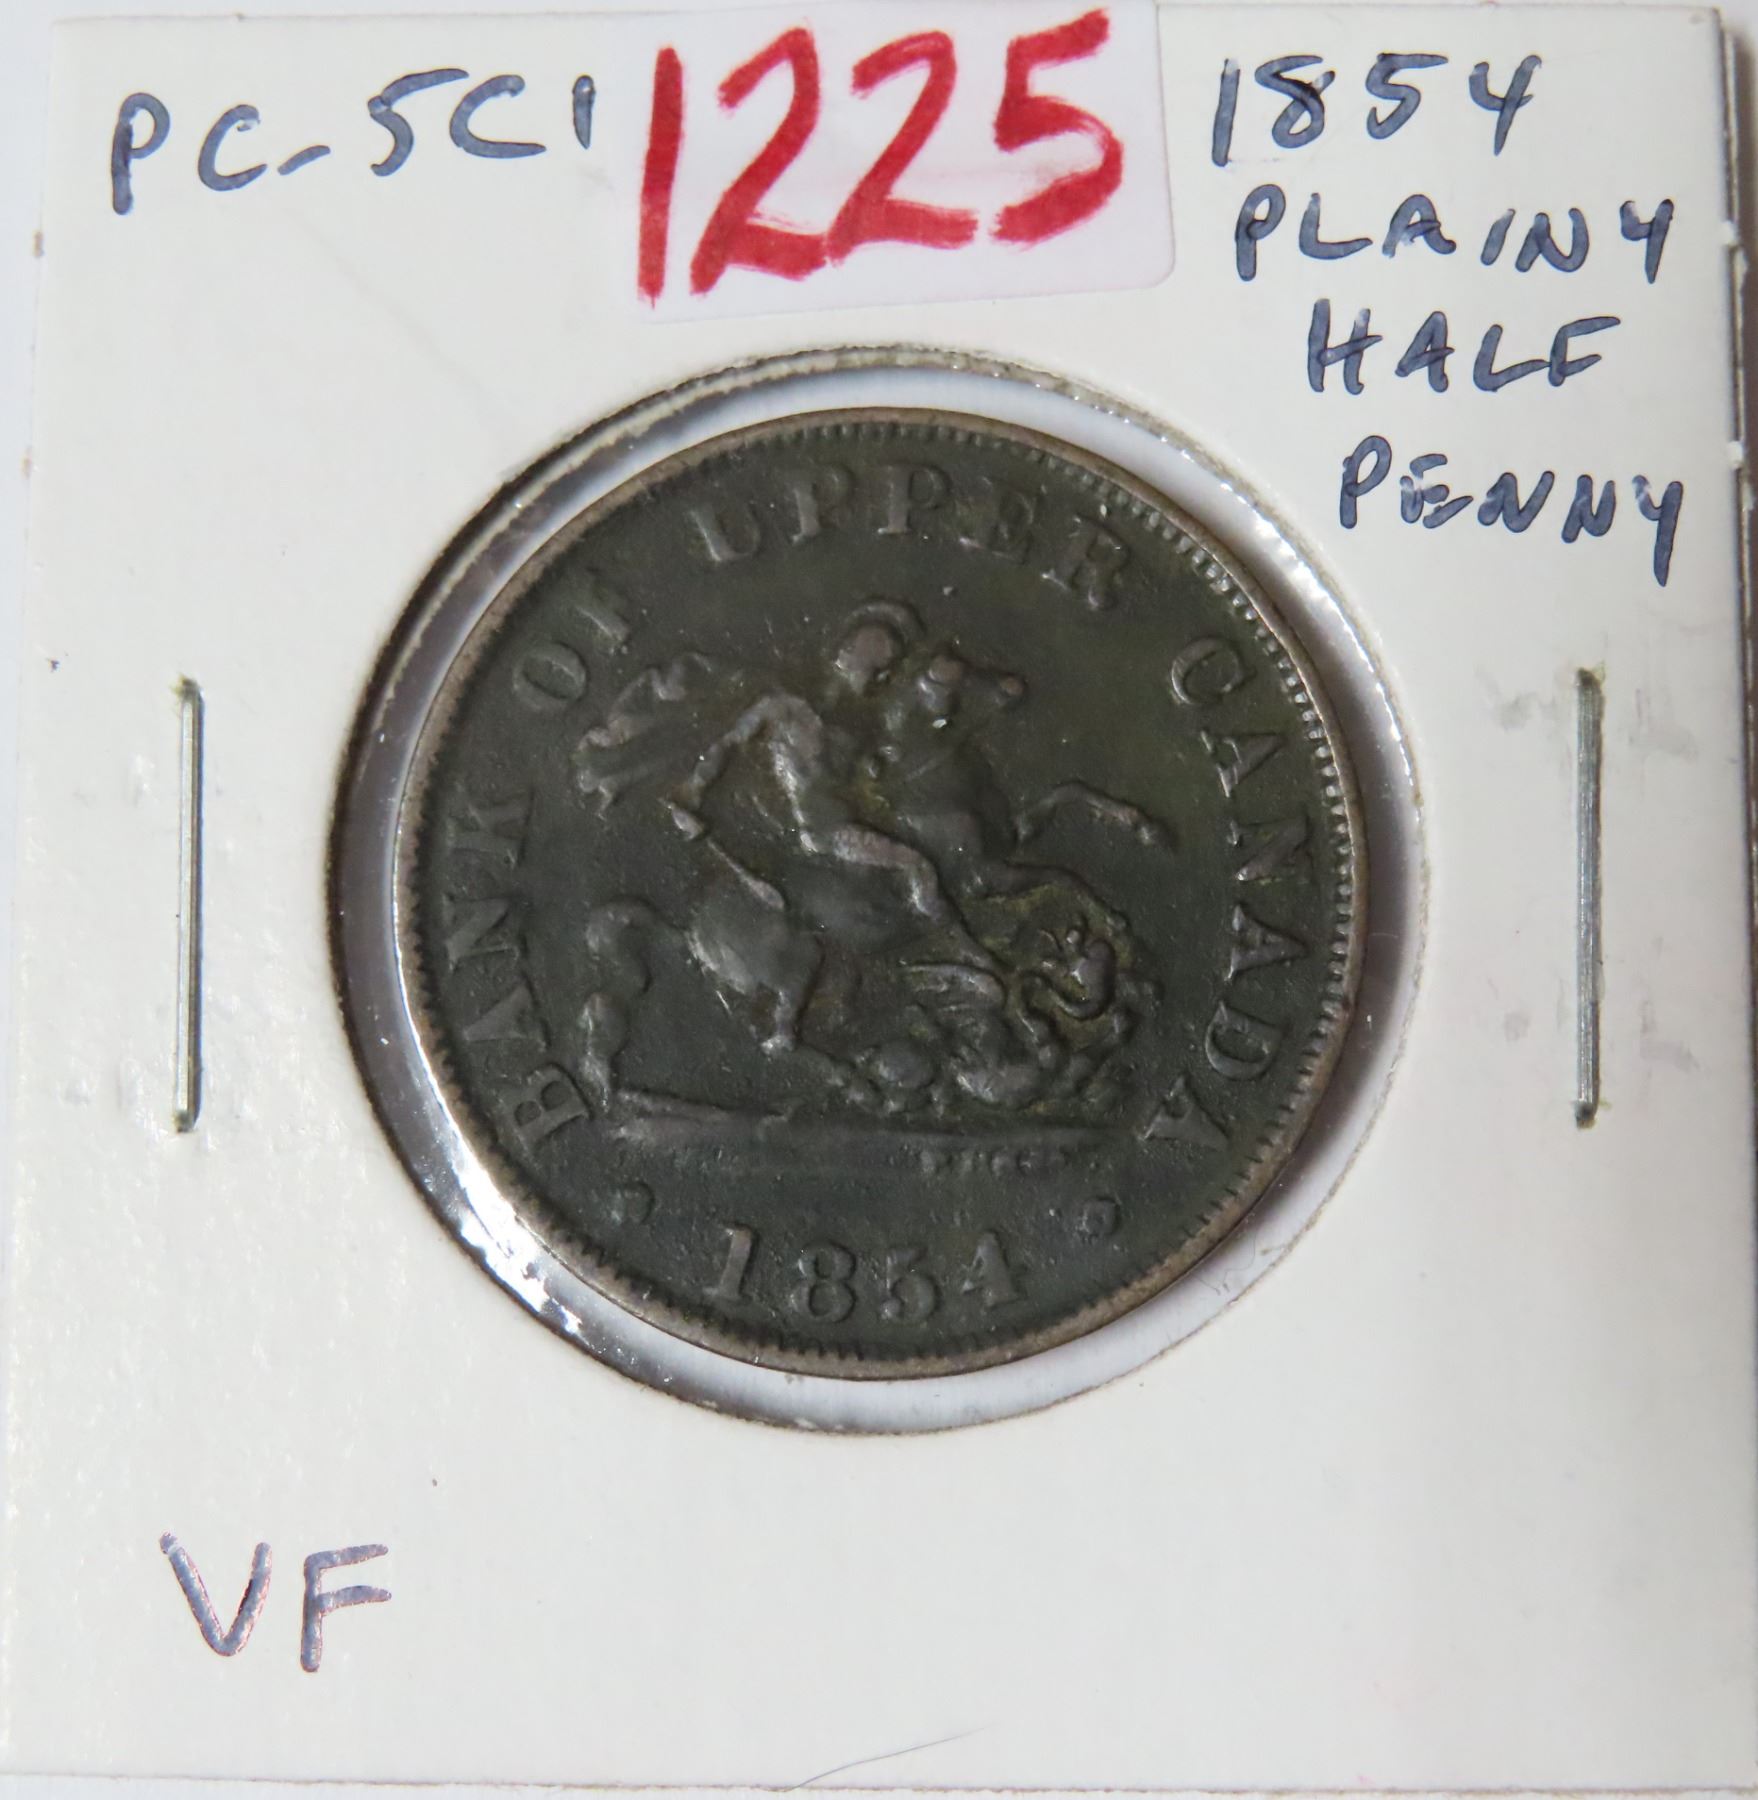 PC-5C1
1225
1854
PLAIN 4
HALF
PENNY
BANK OF UPPER CANADA
1854
VF